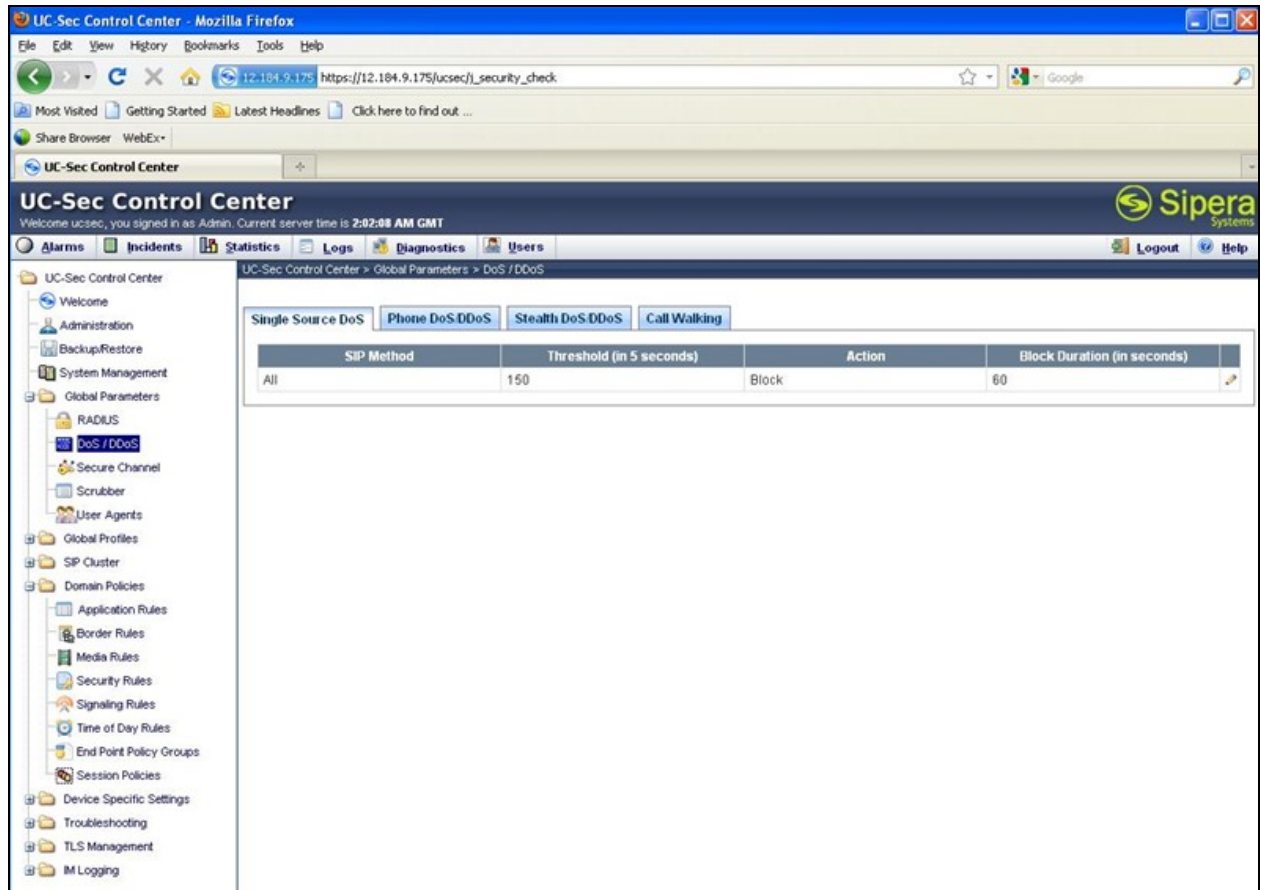 UC-Sec Control Center - Mozilla Firefox
File Edit View History Bookmarks Tools Help
12.184.9.175 https://12.184.9.175/ucsec/j_security_check
Google
Most Visited Getting Started Latest Headlines Click here to find out ...
Share Browser WebEx
UC-Sec Control Center
UC-Sec Control Center
Welcome ucsec, you signed in as Admin. Current server time is 2:02:08 AM GMT
Sipera
Systems
Alarms Incidents Statistics Logs Diagnostics Users Logout Help
UC-Sec Control Center
Welcome
Administration
Backup/Restore
System Management
Global Parameters
RADIUS
DoS / DDoS
Secure Channel
Scrubber
User Agents
Global Profiles
SIP Cluster
Domain Policies
Application Rules
Border Rules
Media Rules
Security Rules
Signaling Rules
Time of Day Rules
End Point Policy Groups
Session Policies
Device Specific Settings
Troubleshooting
TLS Management
IM Logging
UC-Sec Control Center > Global Parameters > DoS / DDoS
Single Source DoS Phone DoS/DDoS Stealth DoS/DDoS Call Walking
SIP Method Threshold (in 5 seconds) Action Block Duration (in seconds)
All 150 Block 60